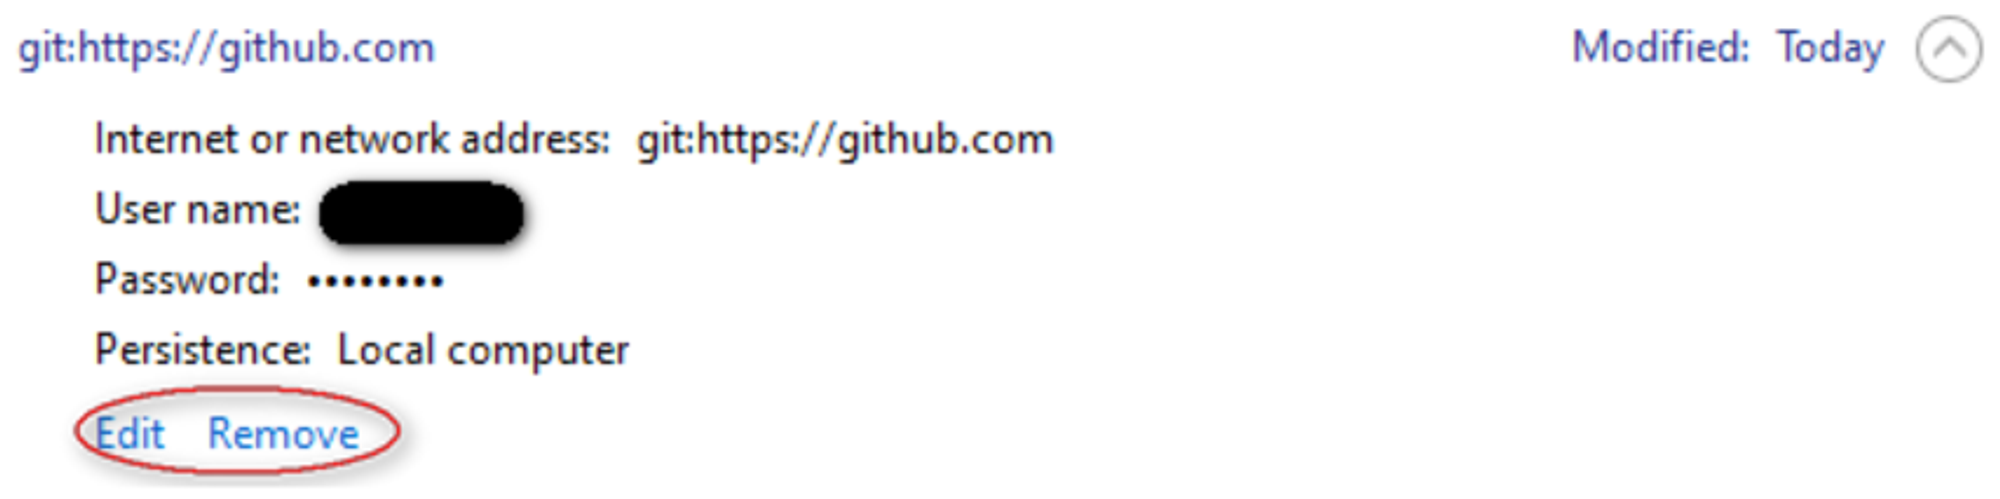 git:https://github.com Modified: Today
Internet or network address: git:https://github.com
User name:
Password: ••••••••
Persistence: Local computer
Edit Remove